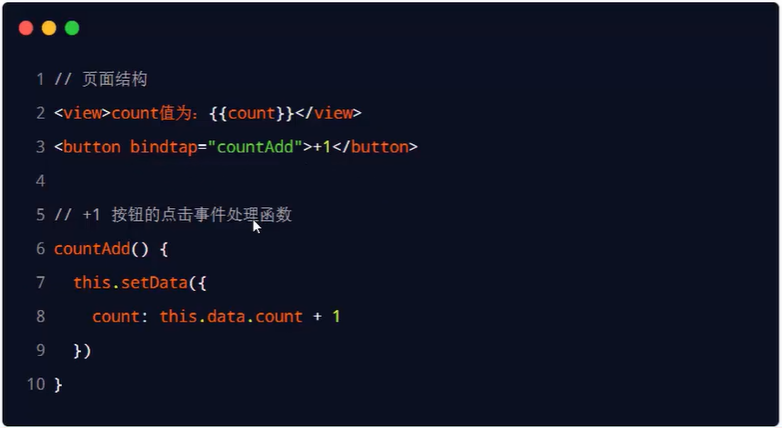 1 // 页面结构
2 <view>count值为：{{count}}</view>
3 <button bindtap="countAdd">+1</button>
4
5 // +1 按钮的点击事件处理函数
6 countAdd() {
7   this.setData({
8     count: this.data.count + 1
9   })
10 }